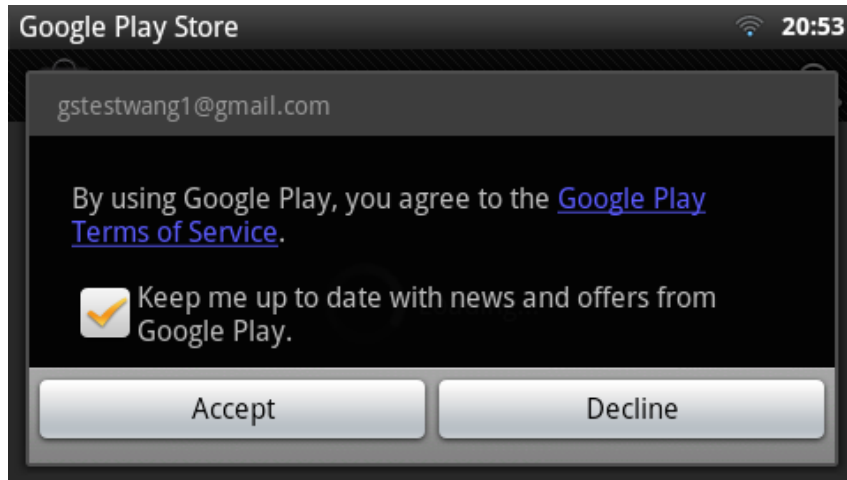 Google Play Store 20:53
gstestwang1@gmail.com
By using Google Play, you agree to the Google Play
Terms of Service.
Keep me up to date with news and offers from
Google Play.
Accept Decline